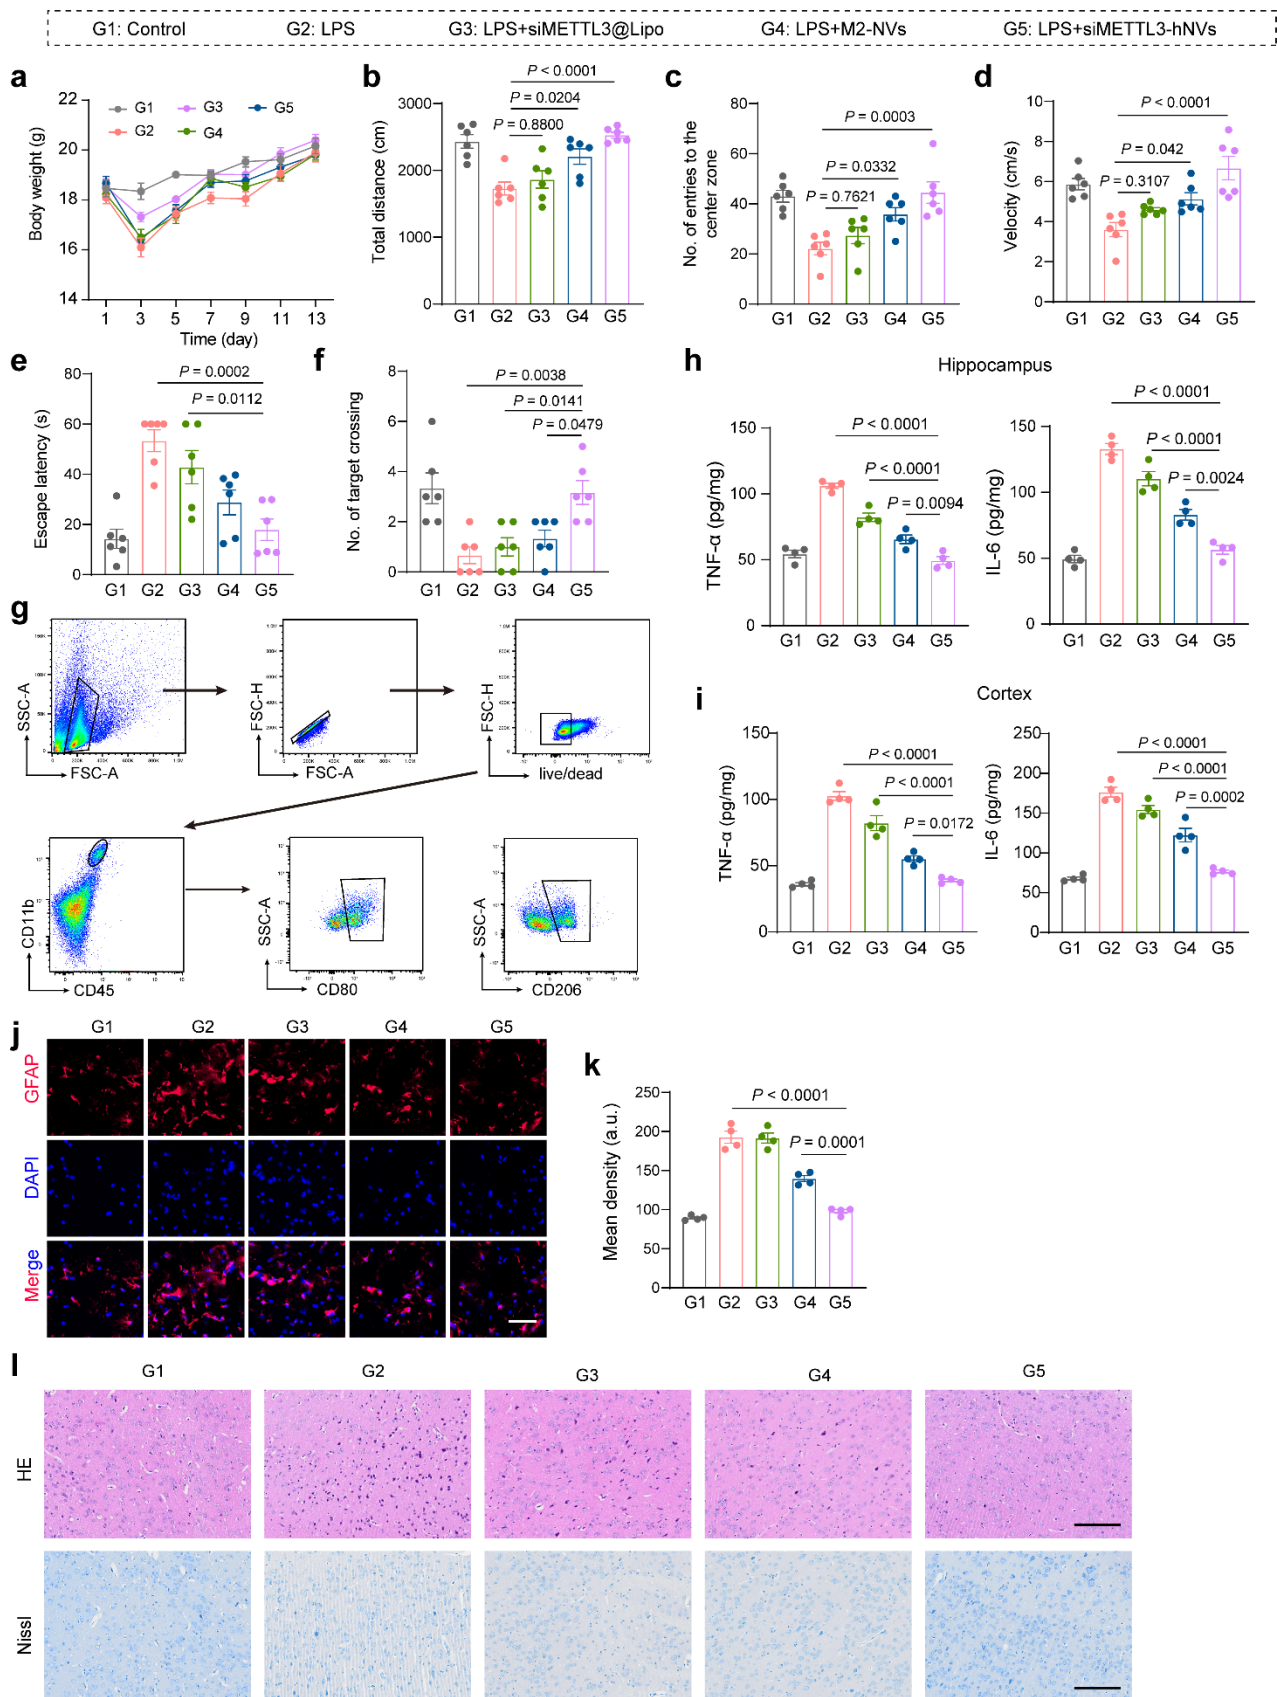 G1: Control G2: LPS G3: LPS+siMETTL3@Lipo G4: LPS+M2-NVs G5: LPS+siMETTL3-hNVs
a
Body weight (g)
22
20
18
16
14
G1 G3 G5
G2 G4
1 3 5 7 9 11 13
Time (day)
b
Total distance (cm)
3000
2000
1000
0
P < 0.0001
P = 0.0204
P = 0.8800
G1 G2 G3 G4 G5
c
No. of entries to the
center zone
80
60
40
20
0
P = 0.0003
P = 0.0332
P = 0.7621
G1 G2 G3 G4 G5
d
Velocity (cm/s)
10
8
6
4
2
0
P < 0.0001
P = 0.042
P = 0.3107
G1 G2 G3 G4 G5
e
Escape latency (s)
80
60
40
20
0
P = 0.0002
P = 0.0112
G1 G2 G3 G4 G5
f
No. of target crossing
8
6
4
2
0
P = 0.0038
P = 0.0141
P = 0.0479
G1 G2 G3 G4 G5
h
Hippocampus
TNF-α (pg/mg)
150
100
50
0
P < 0.0001
P < 0.0001
P = 0.0094
G1 G2 G3 G4 G5
IL-6 (pg/mg)
150
100
50
0
P < 0.0001
P < 0.0001
P = 0.0024
G1 G2 G3 G4 G5
g
SSC-A
FSC-A
FSC-H
FSC-A
FSC-H
live/dead
CD11b
CD45
SSC-A
CD80
SSC-A
CD206
i
Cortex
TNF-α (pg/mg)
150
100
50
0
P < 0.0001
P < 0.0001
P = 0.0172
G1 G2 G3 G4 G5
IL-6 (pg/mg)
250
200
150
100
50
0
P < 0.0001
P < 0.0001
P = 0.0002
G1 G2 G3 G4 G5
j
G1 G2 G3 G4 G5
GFAP
DAPI
Merge
k
Mean density (a.u.)
250
200
150
100
50
0
P < 0.0001
P = 0.0001
G1 G2 G3 G4 G5
l
G1 G2 G3 G4 G5
HE
Nissl